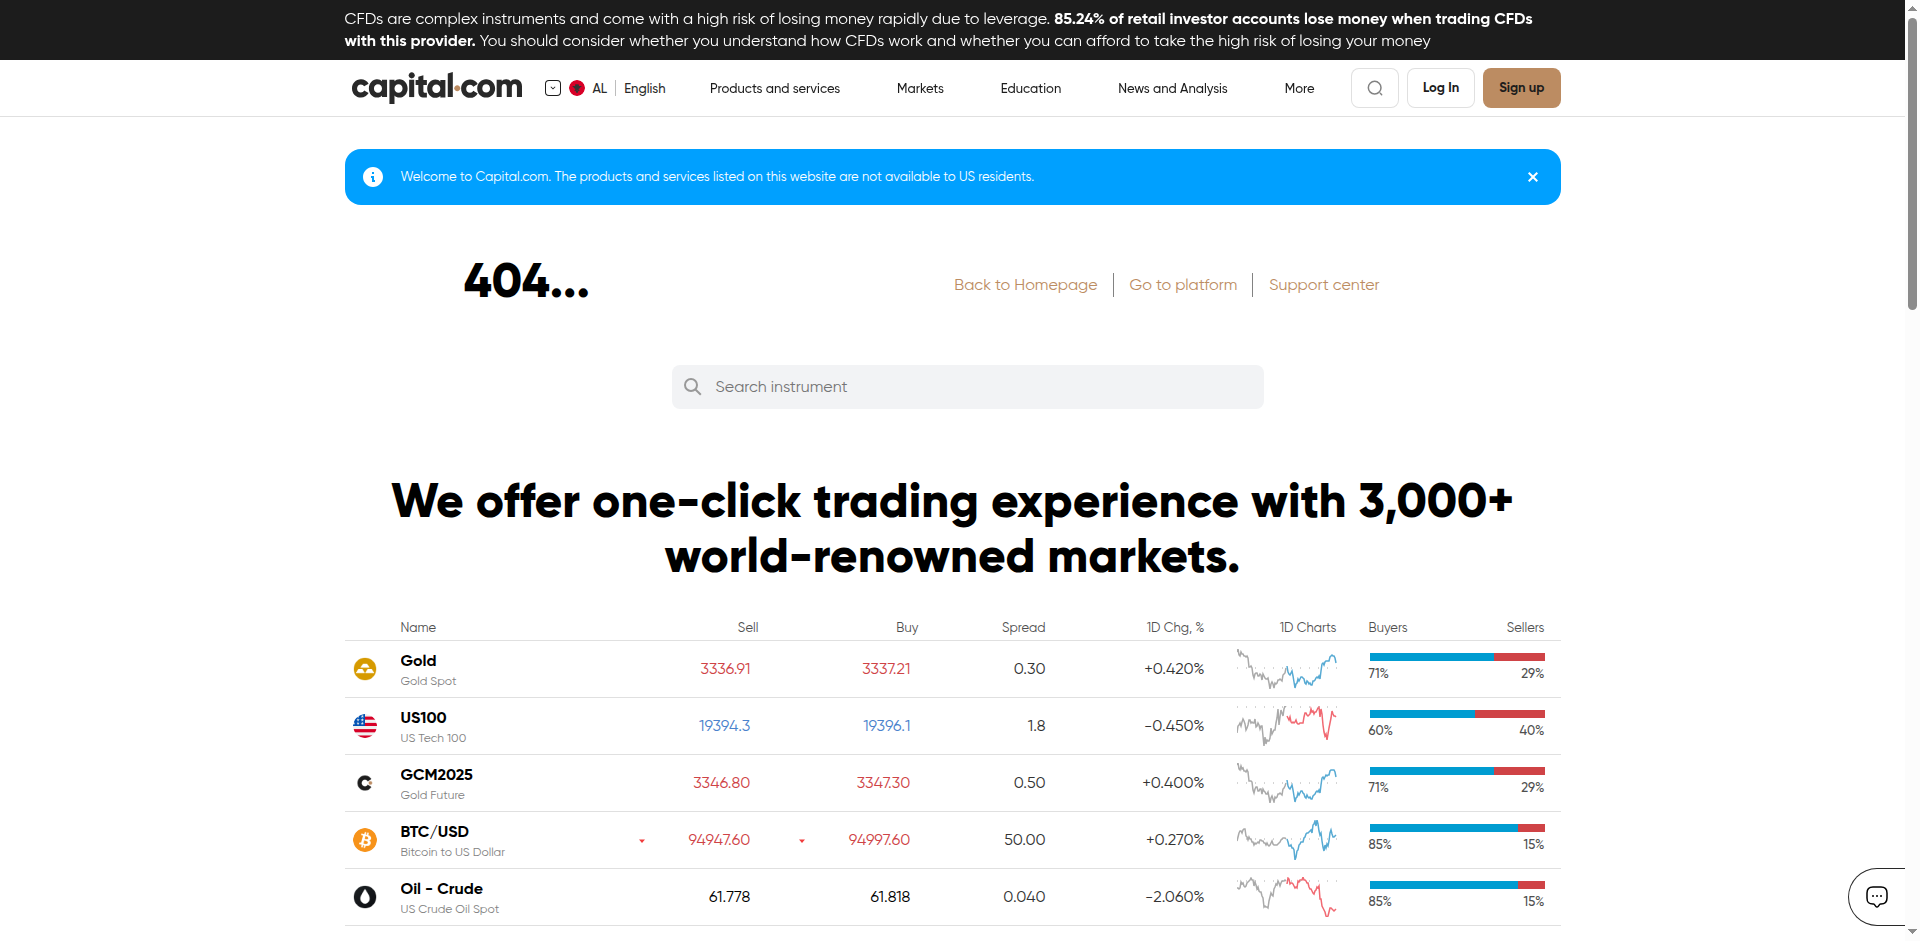 CFDs are complex instruments and come with a high risk of losing money rapidly due to leverage. 85.24% of retail investor accounts lose money when trading CFDs
with this provider. You should consider whether you understand how CFDs work and whether you can afford to take the high risk of losing your money
capital.com AL English Products and services Markets Education News and Analysis More Log In Sign up
Welcome to Capital.com. The products and services listed on this website are not available to US residents.
404... Back to Homepage Go to platform Support center
Search instrument
We offer one-click trading experience with 3,000+
world-renowned markets.
Name Sell Buy Spread 1D Chg, % 1D Charts Buyers Sellers
Gold 3336.91 3337.21 0.30 +0.420%
Gold Spot 71% 29%
US100 19394.3 19396.1 1.8 -0.450%
US Tech 100 60% 40%
GCM2025 3346.80 3347.30 0.50 +0.400%
Gold Future 71% 29%
BTC/USD 94947.60 94997.60 50.00 +0.270%
Bitcoin to US Dollar 85% 15%
Oil - Crude 61.778 61.818 0.040 -2.060%
US Crude Oil Spot 85% 15%